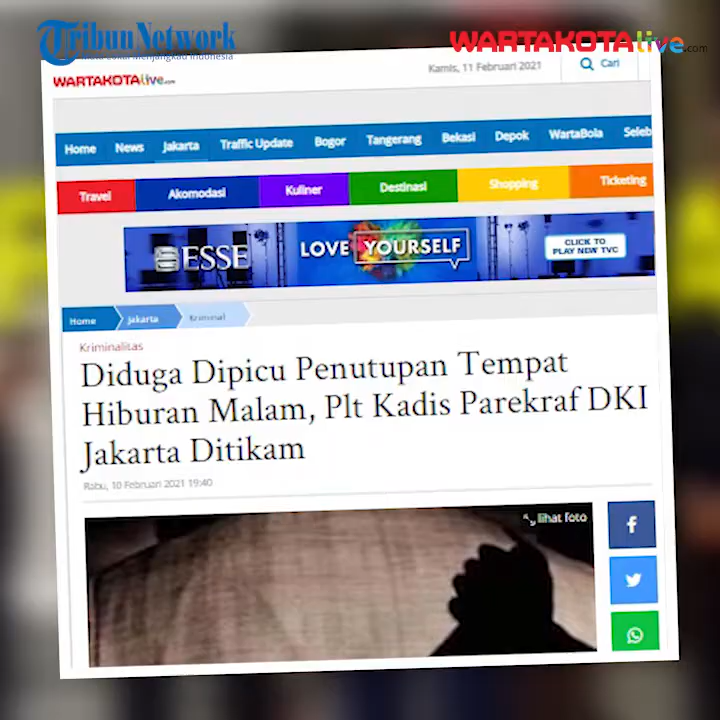 Tribun Network
WARTAKOTAlive.com
WARTAKOTAlive.com
Kamis, 11 Februari 2021
Cari
Home News Jakarta Traffic Update Bogor Tangerang Bekasi Depok WartaBola Seleb
Travel Akomodasi Kuliner Destinasi Shopping Ticketing
ESSE LOVE YOURSELF CLICK TO
PLAY NEW TVC
Home Jakarta Kriminal
Kriminalitas
Diduga Dipicu Penutupan Tempat
Hiburan Malam, Plt Kadis Parekraf DKI
Jakarta Ditikam
Rabu, 10 Februari 2021 19:40
lihat foto